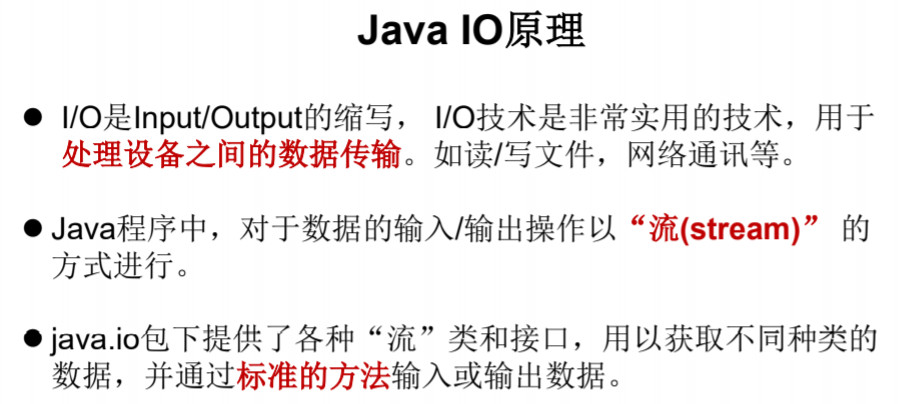 Java IO原理
● I/O是Input/Output的缩写， I/O技术是非常实用的技术，用于
处理设备之间的数据传输。如读/写文件，网络通讯等。
● Java程序中，对于数据的输入/输出操作以“流(stream)” 的
方式进行。
● java.io包下提供了各种“流”类和接口，用以获取不同种类的
数据，并通过标准的方法输入或输出数据。